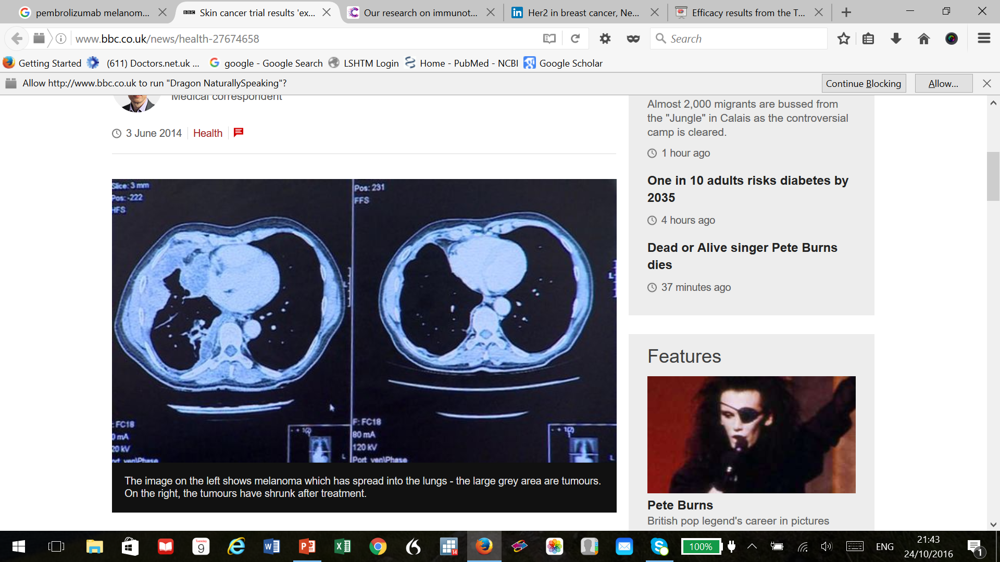 pembrolizumab melanom...
BBC Skin cancer trial results 'ex...
Our research on immunot...
in Her2 in breast cancer, Ne...
Efficacy results from the T...
www.bbc.co.uk/news/health-27674658
Search
Getting Started
(611) Doctors.net.uk ...
google - Google Search
LSHTM Login
Home - PubMed - NCBI
Google Scholar
Allow http://www.bbc.co.uk to run "Dragon NaturallySpeaking"?
Continue Blocking
Allow...
Medical correspondent
3 June 2014
Health
Slice: 3 mm
Pos: -222
HFS
Pos: 231
FFS
L
L
: FC18
0 mA
20 kV
F: FC18
80 mA
120 kV
Port ven\Phase
- + 1(2)
L
- + 1(2)
L
The image on the left shows melanoma which has spread into the lungs - the large grey area are tumours.
On the right, the tumours have shrunk after treatment.
Almost 2,000 migrants are bussed from
the "Jungle" in Calais as the controversial
camp is cleared.
1 hour ago
One in 10 adults risks diabetes by
2035
4 hours ago
Dead or Alive singer Pete Burns
dies
37 minutes ago
Features
Pete Burns
British pop legend's career in pictures
Tuesday
9
14
100%
ENG
21:43
24/10/2016
1